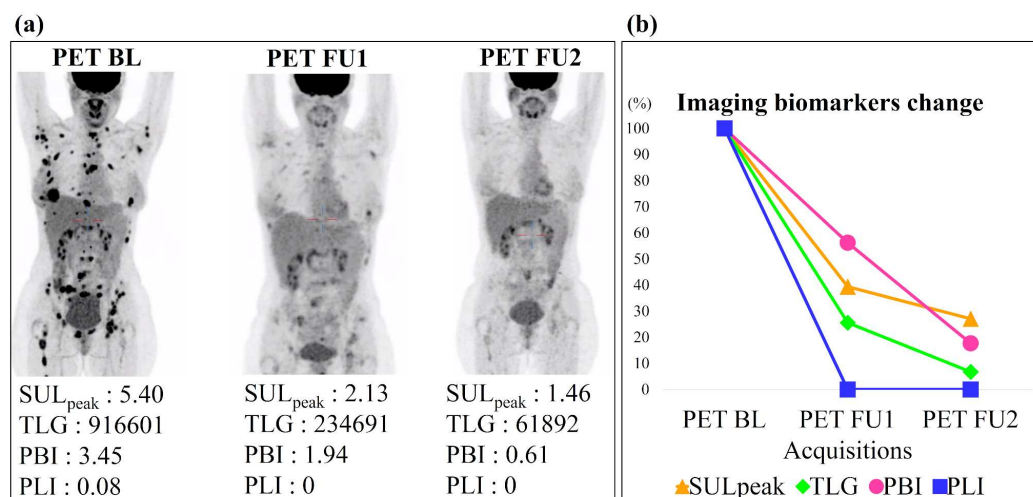 (a)
PET BL PET FU1 PET FU2
SULpeak : 5.40 SULpeak : 2.13 SULpeak : 1.46
TLG : 916601 TLG : 234691 TLG : 61892
PBI : 3.45 PBI : 1.94 PBI : 0.61
PLI : 0.08 PLI : 0 PLI : 0
(b)
(%) Imaging biomarkers change
100
90
80
70
60
50
40
30
20
10
0
PET BL PET FU1 PET FU2
Acquisitions
SULpeak TLG PBI PLI